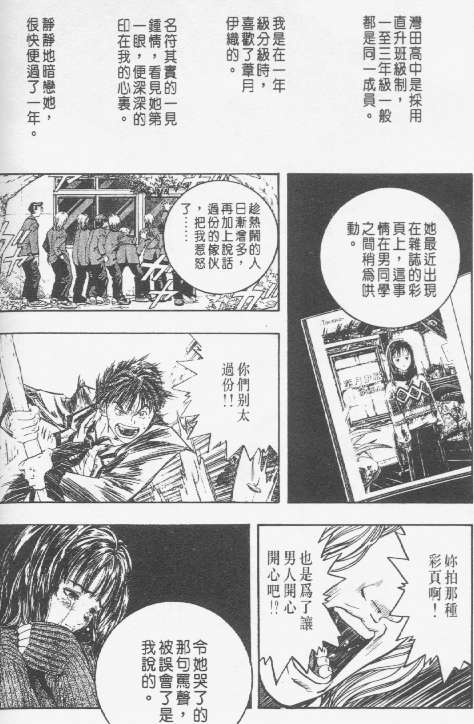 灣田高中是採用
直升班級制，
一至三年級一般
都是同一成員。
我是在一年
級分級時，
喜歡了葦月
伊織的。
名符其實的一見
鍾情，看見她第
一眼，便深深的
印在我的心裏。
靜靜地暗戀她，
很快便過了一年。
她最近出現
在雜誌的彩
頁上，這事
情在男同學
之間稍為哄
動。
趁熱鬧的人
日漸增多，
再加上說話
過份的傢伙
，把我惹怒
了……
你們別太
過份!!
妳拍那種
彩頁啊！
也是為了讓
男人開心
開心吧!?
令她哭了的
那句罵聲，
被誤會了是
我說的。